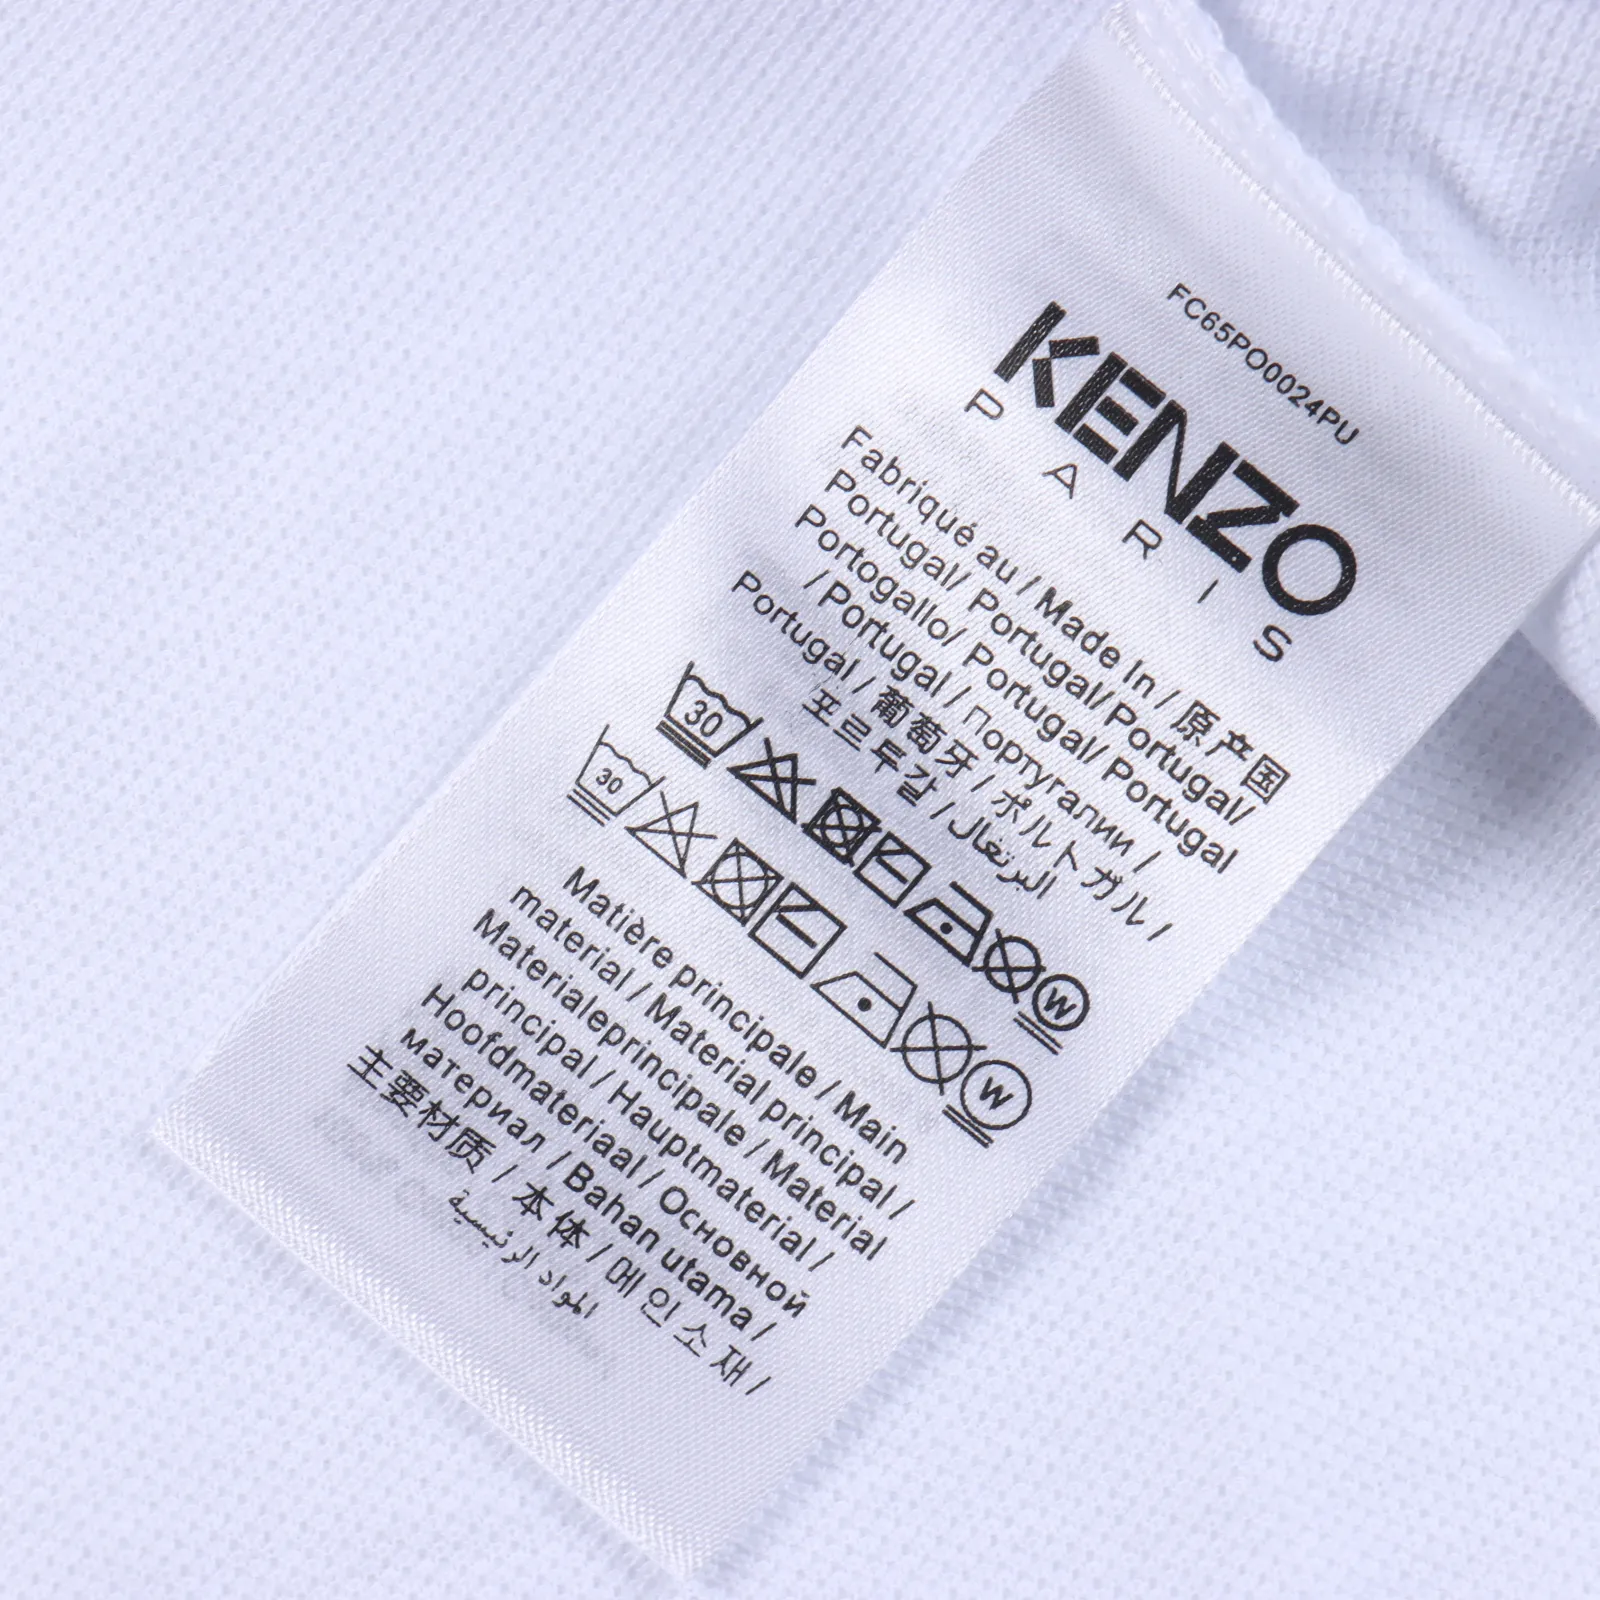 FC65PO0024PU
KENZO
PARIS
Fabriqué au / Made In / 原产国
Portugal/ Portugal/Portugal/
Portogallo/ Portugal/ Portugal
/ Portugal / Португалии /
Portugal / 葡萄牙 / ポルトガル /
포르투갈 / البرتغال
30
W
30
W
Matière principale / Main
material / Material principal /
Materialeprincipale / Material
principal / Hauptmaterial /
Hoofdmateriaal / Основной
материал / Bahan utama /
主要材质 / 本体 / 메인소재 /
المواد الرئيسية